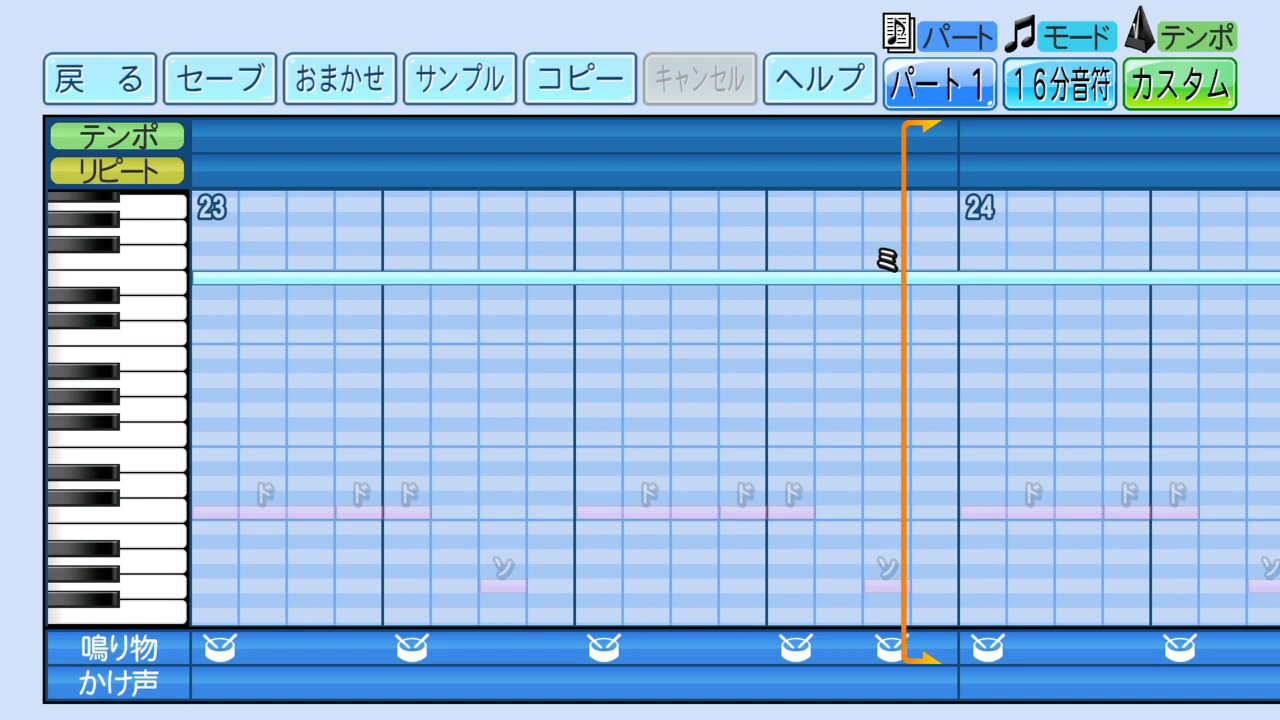 パート モード テンポ
戻る セーブ おまかせ サンプル コピー キャンセル ヘルプ パート1 16分音符 カスタム
テンポ
リピート
23 24
ミ
ド ド ド ド ド ド ド ド ド
ソ ソ ソ
鳴り物
かけ声